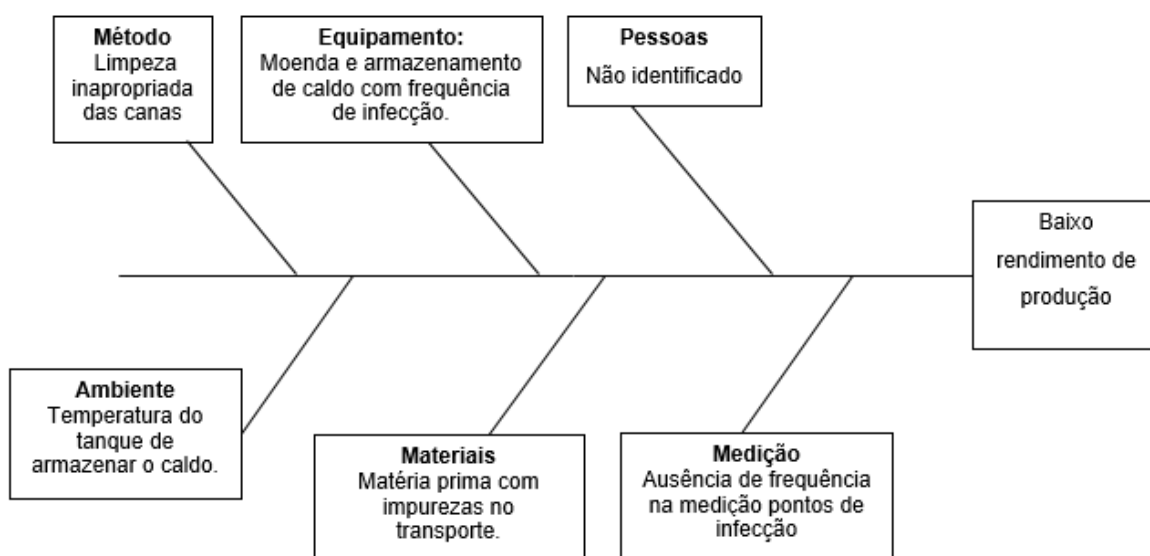 Método
Limpeza
inapropriada
das canas
Equipamento:
Moenda e armazenamento
de caldo com frequência
de infecção.
Pessoas
Não identificado
Baixo
rendimento de
produção
Ambiente
Temperatura do
tanque de
armazenar o caldo.
Materiais
Matéria prima com
impurezas no
transporte.
Medição
Ausência de frequência
na medição pontos de
infecção